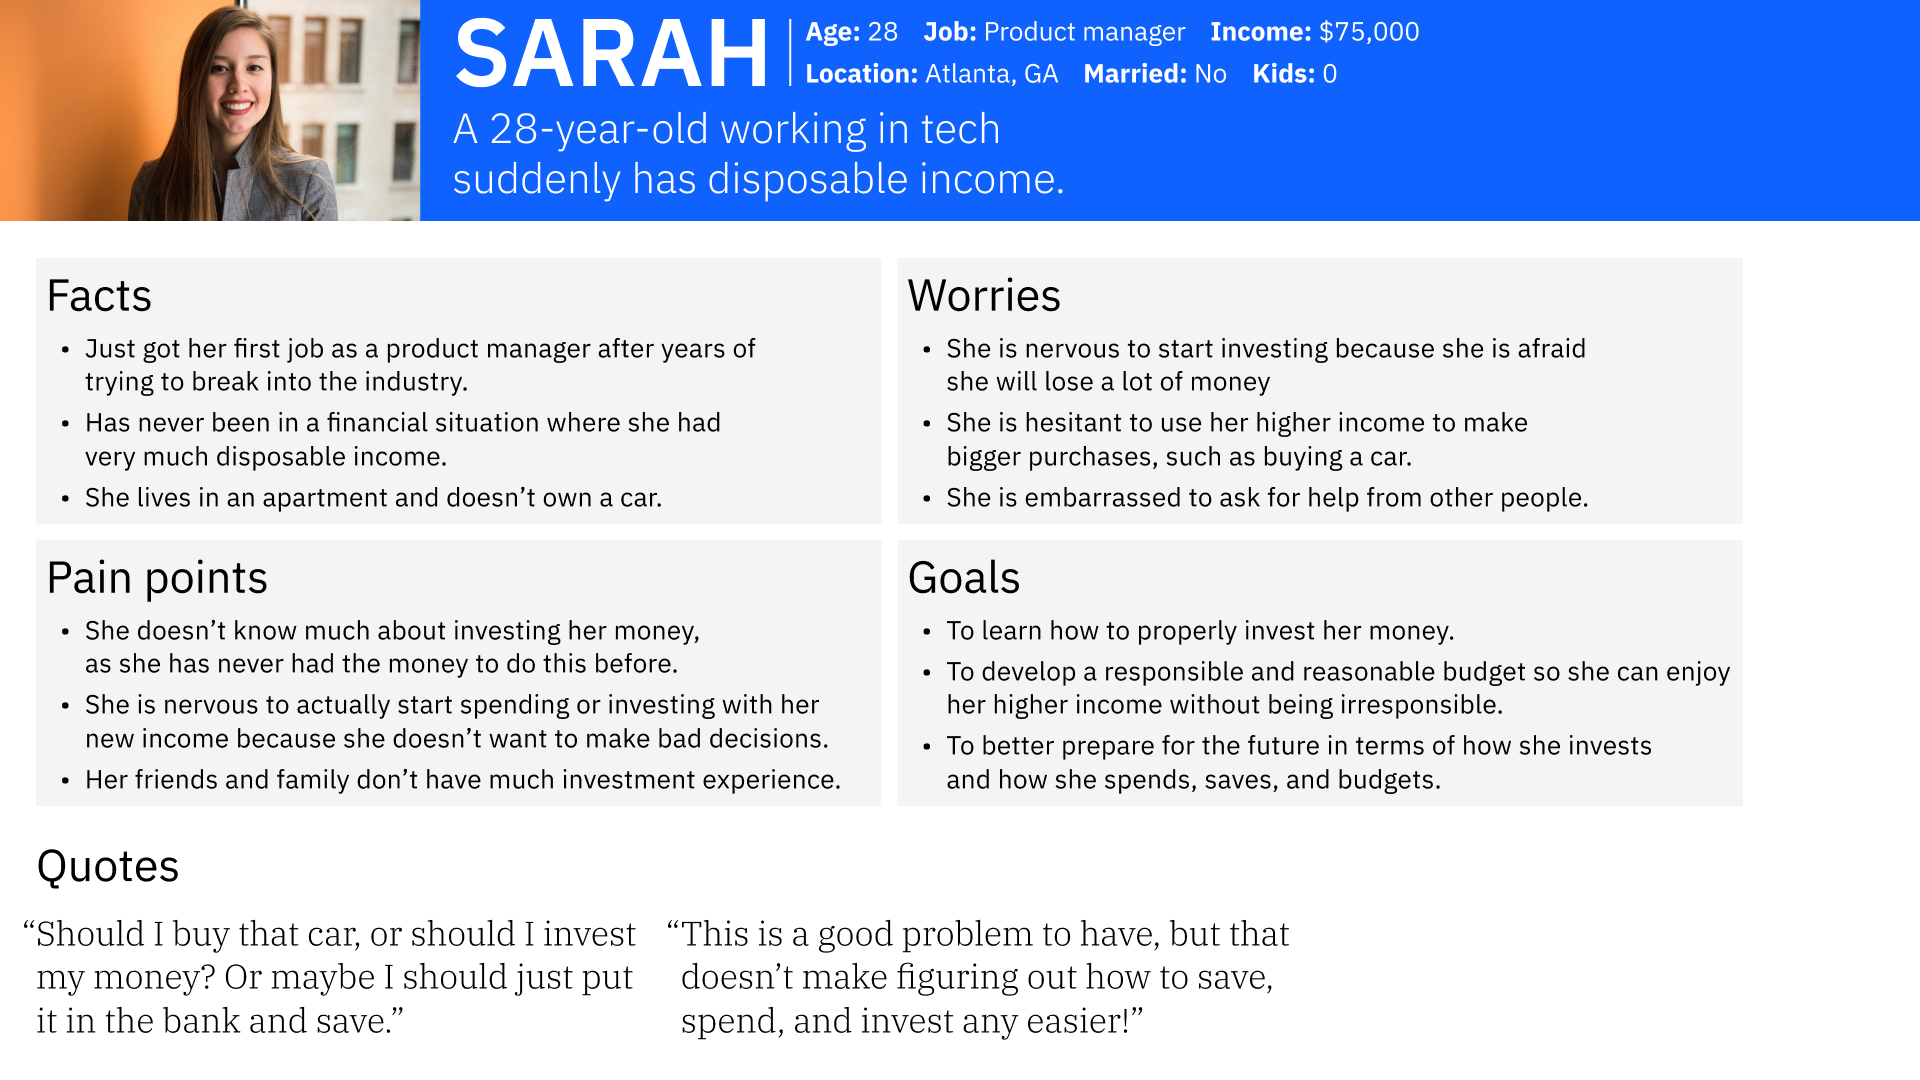 SARAH
Age: 28 Job: Product manager Income: $75,000
Location: Atlanta, GA Married: No Kids: 0
A 28-year-old working in tech
suddenly has disposable income.
Facts
• Just got her first job as a product manager after years of
trying to break into the industry.
• Has never been in a financial situation where she had
very much disposable income.
• She lives in an apartment and doesn’t own a car.
Worries
• She is nervous to start investing because she is afraid
she will lose a lot of money
• She is hesitant to use her higher income to make
bigger purchases, such as buying a car.
• She is embarrassed to ask for help from other people.
Pain points
• She doesn’t know much about investing her money,
as she has never had the money to do this before.
• She is nervous to actually start spending or investing with her
new income because she doesn’t want to make bad decisions.
• Her friends and family don’t have much investment experience.
Goals
• To learn how to properly invest her money.
• To develop a responsible and reasonable budget so she can enjoy
her higher income without being irresponsible.
• To better prepare for the future in terms of how she invests
and how she spends, saves, and budgets.
Quotes
“Should I buy that car, or should I invest
my money? Or maybe I should just put
it in the bank and save.”
“This is a good problem to have, but that
doesn’t make figuring out how to save,
spend, and invest any easier!”